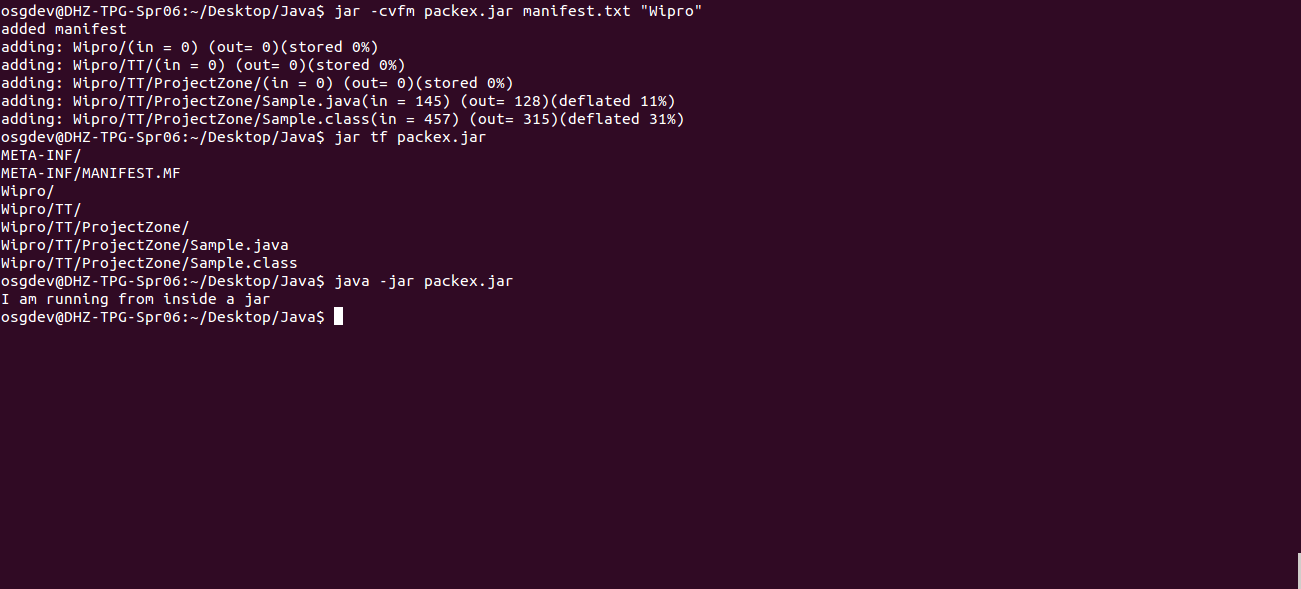 osgdev@DHZ-TPG-Spr06:~/Desktop/Java$ jar -cvfm packex.jar manifest.txt "Wipro"
added manifest
adding: Wipro/(in = 0) (out= 0)(stored 0%)
adding: Wipro/TT/(in = 0) (out= 0)(stored 0%)
adding: Wipro/TT/ProjectZone/(in = 0) (out= 0)(stored 0%)
adding: Wipro/TT/ProjectZone/Sample.java(in = 145) (out= 128)(deflated 11%)
adding: Wipro/TT/ProjectZone/Sample.class(in = 457) (out= 315)(deflated 31%)
osgdev@DHZ-TPG-Spr06:~/Desktop/Java$ jar tf packex.jar
META-INF/
META-INF/MANIFEST.MF
Wipro/
Wipro/TT/
Wipro/TT/ProjectZone/
Wipro/TT/ProjectZone/Sample.java
Wipro/TT/ProjectZone/Sample.class
osgdev@DHZ-TPG-Spr06:~/Desktop/Java$ java -jar packex.jar
I am running from inside a jar
osgdev@DHZ-TPG-Spr06:~/Desktop/Java$